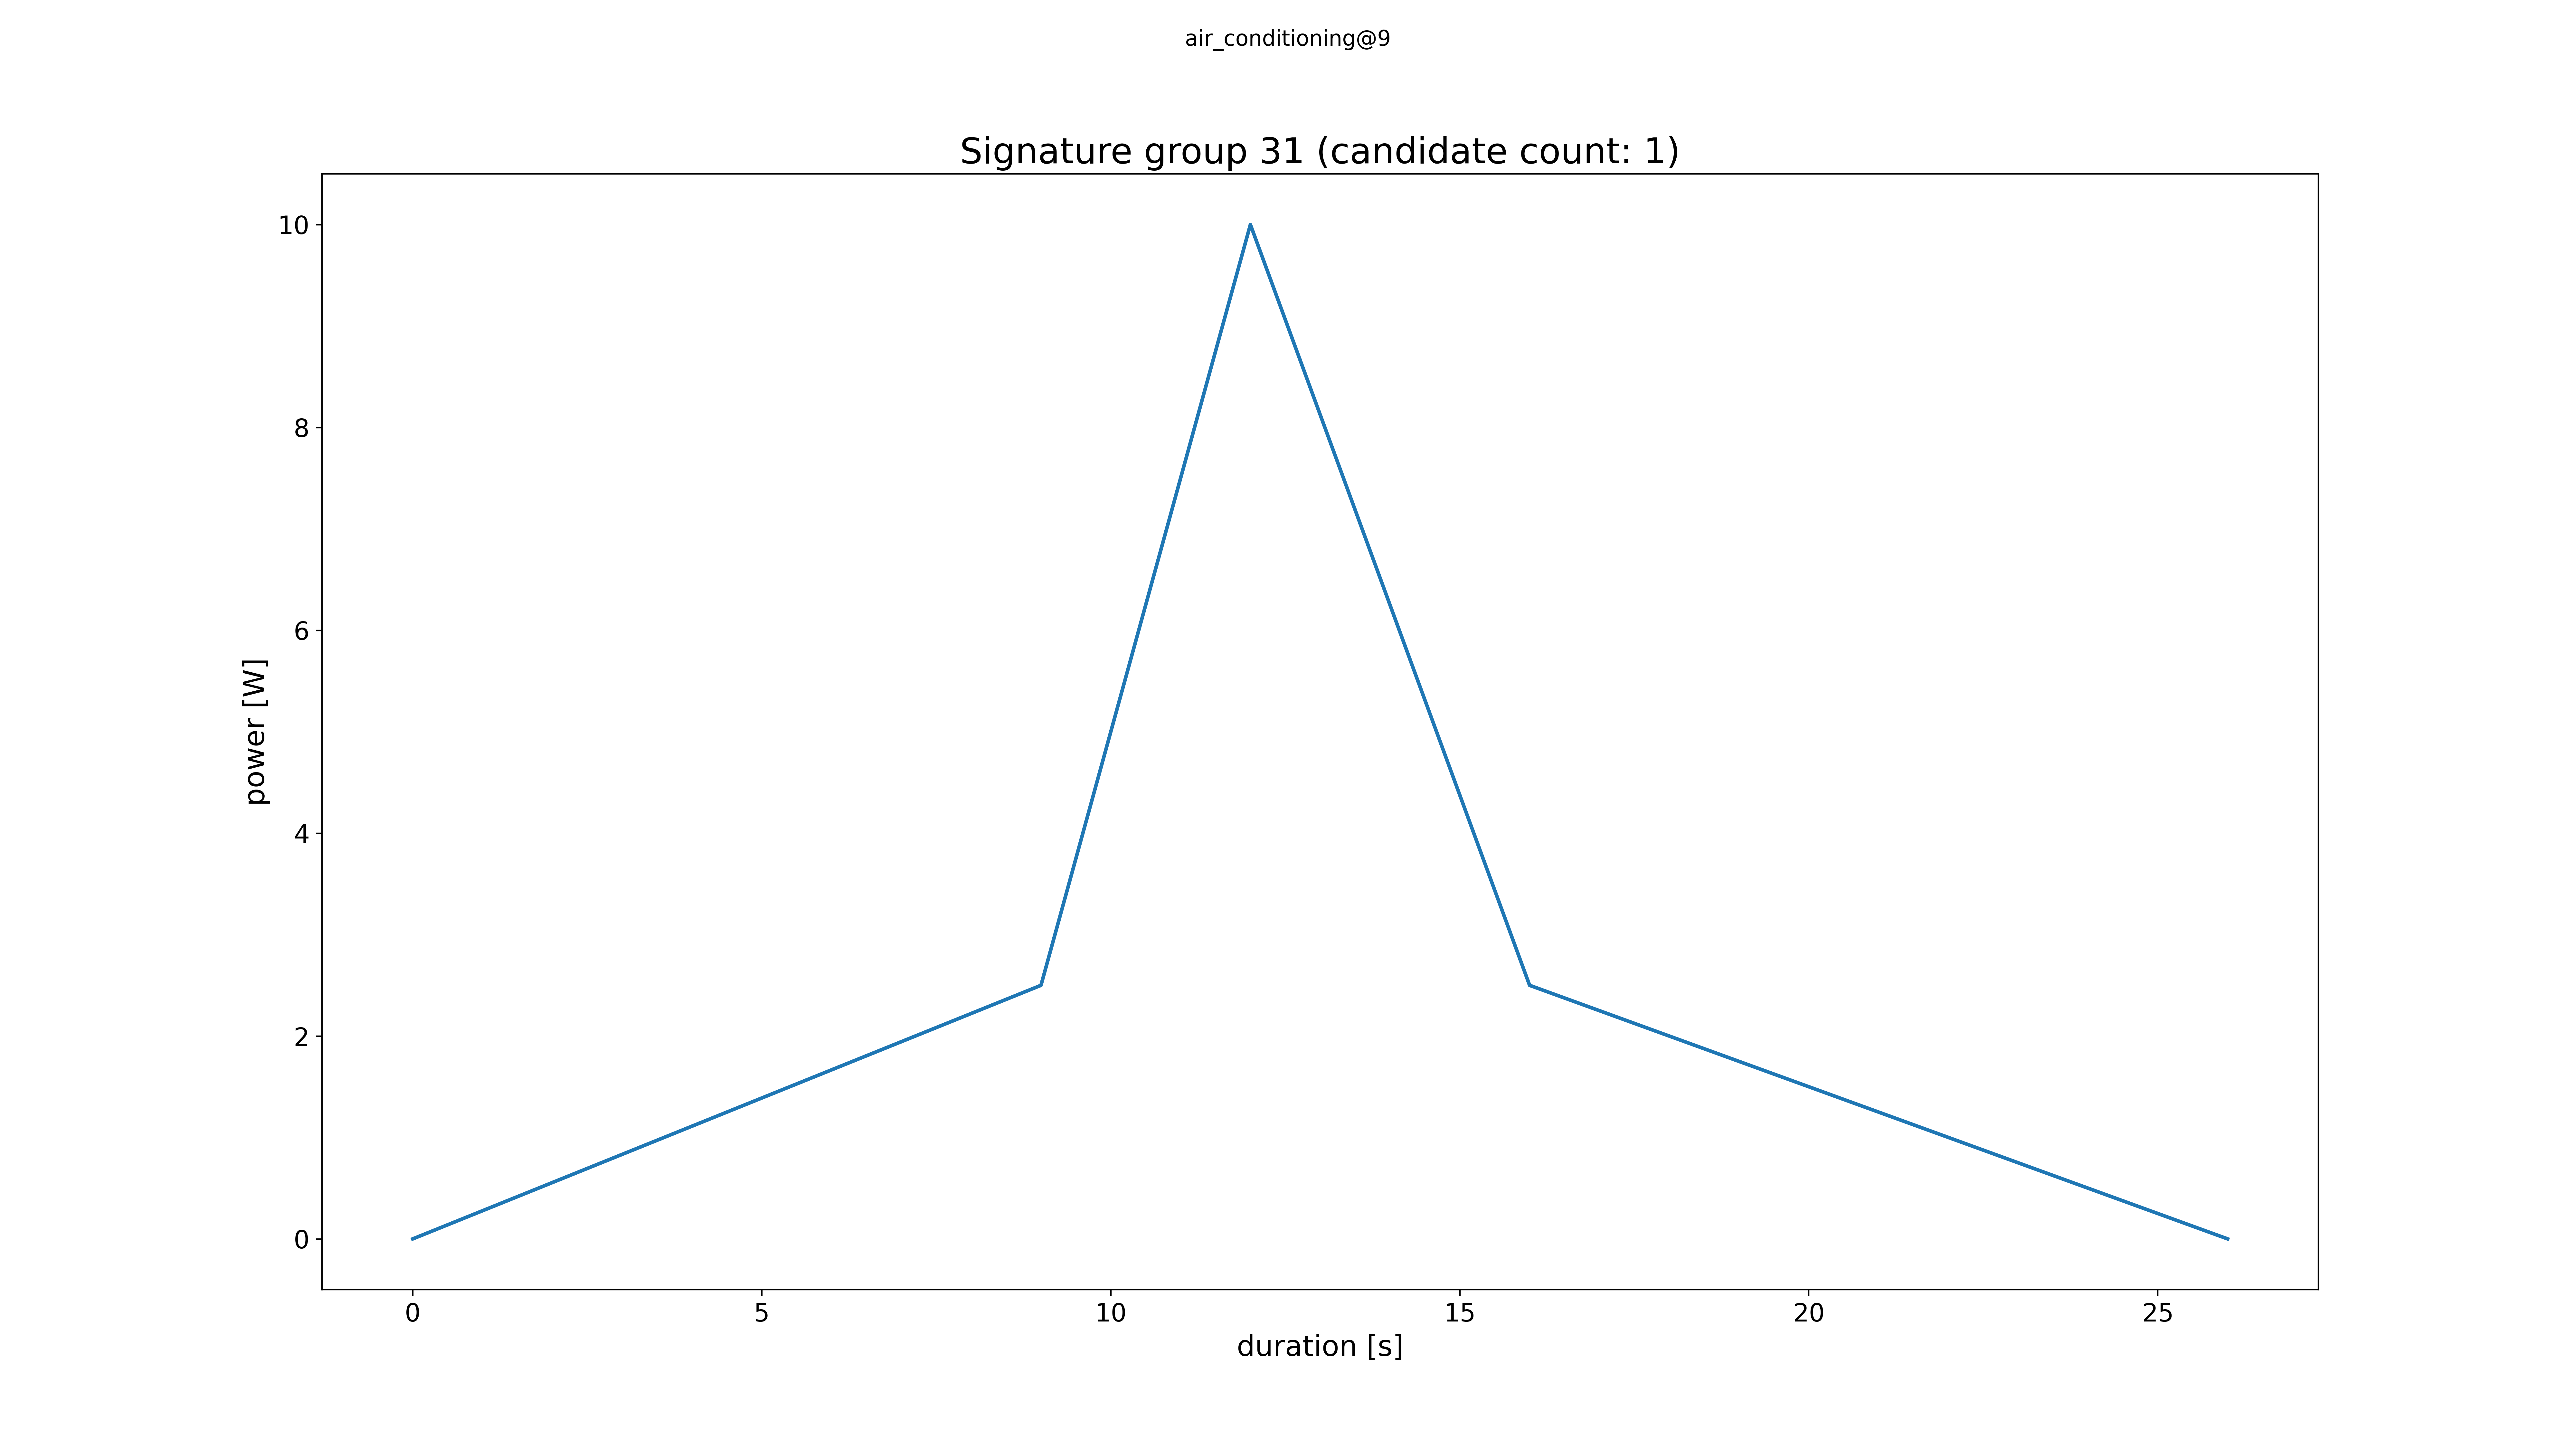 air_conditioning@9
Signature group 31 (candidate count: 1)
10
8
6
4
2
0
power [W]
0 5 10 15 20 25
duration [s]